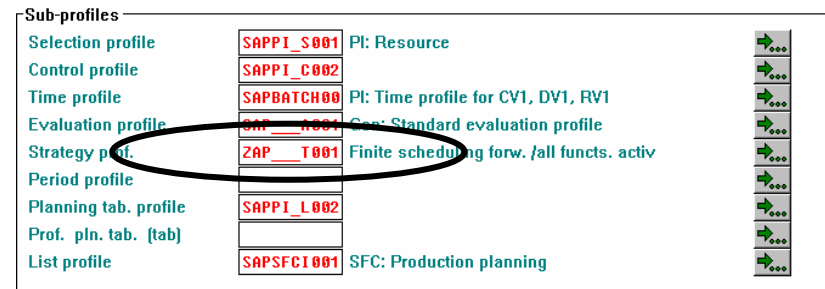 Sub-profiles
Selection profile SAPPI_S001 PI: Resource
Control profile SAPPI_C002
Time profile SAPBATCH00 PI: Time profile for CV1, DV1, RV1
Evaluation profile SAP___A001 Gen: Standard evaluation profile
Strategy prof. ZAP___T001 Finite scheduling forw. /all functs. activ
Period profile
Planning tab. profile SAPPI_L002
Prof. pln. tab. (tab)
List profile SAPSFCI001 SFC: Production planning